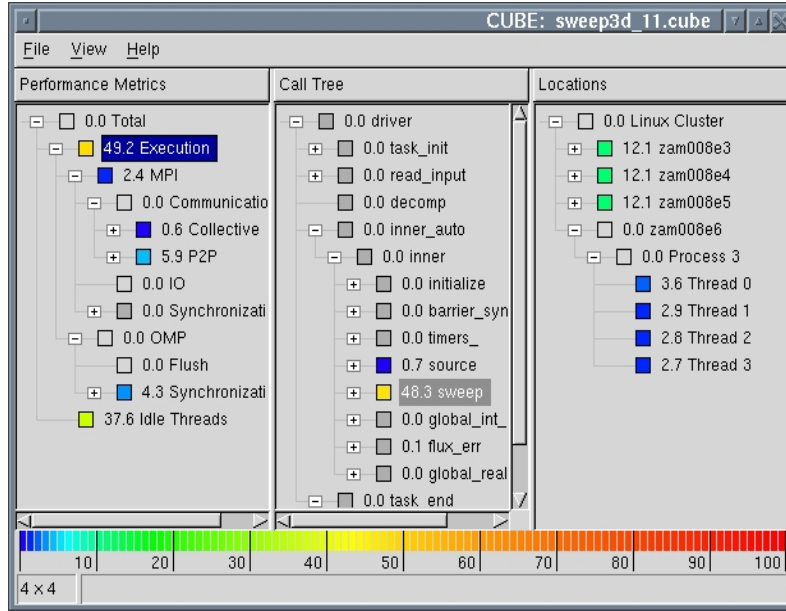 CUBE: sweep3d_11.cube
File View Help
Performance Metrics
0.0 Total
49.2 Execution
2.4 MPI
0.0 Communicatio
0.6 Collective
5.9 P2P
0.0 IO
0.0 Synchronizati
0.0 OMP
0.0 Flush
4.3 Synchronizati
37.6 Idle Threads
Call Tree
0.0 driver
0.0 task_init
0.0 read_input
0.0 decomp
0.0 inner_auto
0.0 inner
0.0 initialize
0.0 barrier_syn
0.0 timers_
0.7 source
48.3 sweep
0.0 global_int_
0.1 flux_err
0.0 global_real
0.0 task_end
Locations
0.0 Linux Cluster
12.1 zam008e3
12.1 zam008e4
12.1 zam008e5
0.0 zam008e6
0.0 Process 3
3.6 Thread 0
2.9 Thread 1
2.8 Thread 2
2.7 Thread 3
10 20 30 40 50 60 70 80 90 100
4 x 4